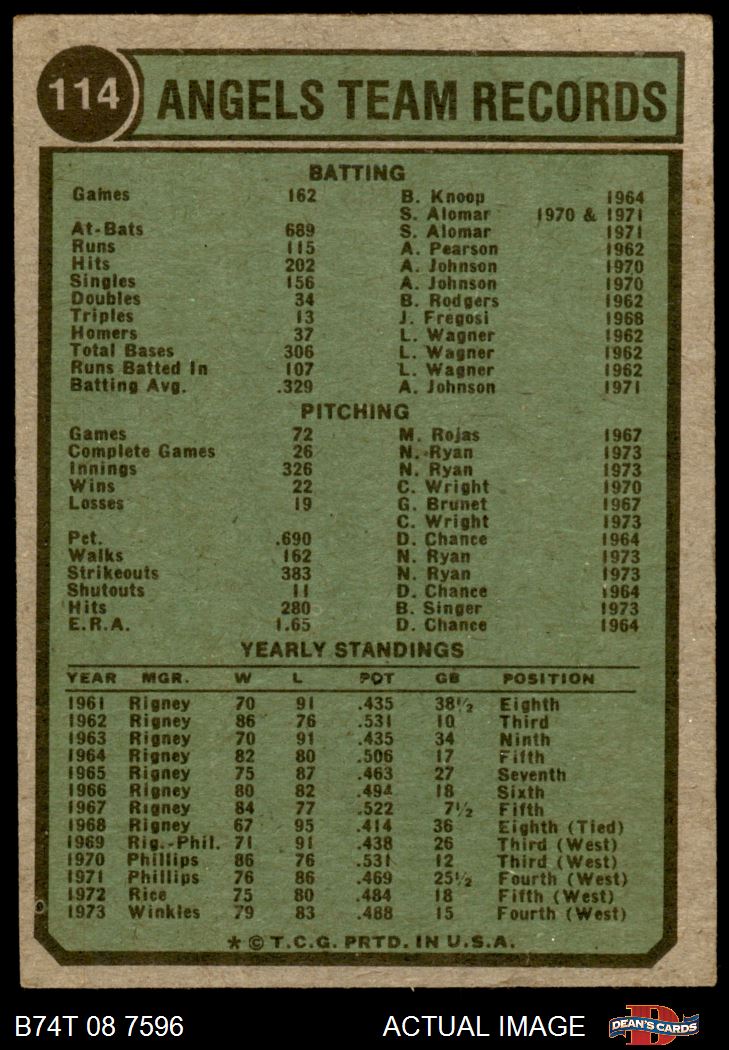 114 ANGELS TEAM RECORDS
BATTING
Games 162 B. Knoop 1964
S. Alomar 1970 & 1971
At-Bats 689 S. Alomar 1971
Runs 115 A. Pearson 1962
Hits 202 A. Johnson 1970
Singles 156 A. Johnson 1970
Doubles 34 B. Rodgers 1962
Triples 13 J. Fregosi 1968
Homers 37 L. Wagner 1962
Total Bases 306 L. Wagner 1962
Runs Batted In 107 L. Wagner 1962
Batting Avg. .329 A. Johnson 1971
PITCHING
Games 72 M. Rojas 1967
Complete Games 26 N. Ryan 1973
Innings 326 N. Ryan 1973
Wins 22 C. Wright 1970
Losses 19 G. Brunet 1967
C. Wright 1973
Pct. .690 D. Chance 1964
Walks 162 N. Ryan 1973
Strikeouts 383 N. Ryan 1973
Shutouts 11 D. Chance 1964
Hits 280 B. Singer 1973
E.R.A. 1.65 D. Chance 1964
YEARLY STANDINGS
YEAR MGR. W L PCT GB POSITION
1961 Rigney 70 91 .435 38½ Eighth
1962 Rigney 86 76 .531 10 Third
1963 Rigney 70 91 .435 34 Ninth
1964 Rigney 82 80 .506 17 Fifth
1965 Rigney 75 87 .463 27 Seventh
1966 Rigney 80 82 .494 18 Sixth
1967 Rigney 84 77 .522 7½ Fifth
1968 Rigney 67 95 .414 36 Eighth (Tied)
1969 Rig.-Phil. 71 91 .438 26 Third (West)
1970 Phillips 86 76 .531 12 Third (West)
1971 Phillips 76 86 .469 25½ Fourth (West)
1972 Rice 75 80 .484 18 Fifth (West)
1973 Winkles 79 83 .488 15 Fourth (West)
* © T.C.G. PRTD. IN U.S.A.
B74T 08 7596 ACTUAL IMAGE D DEAN'S CARDS